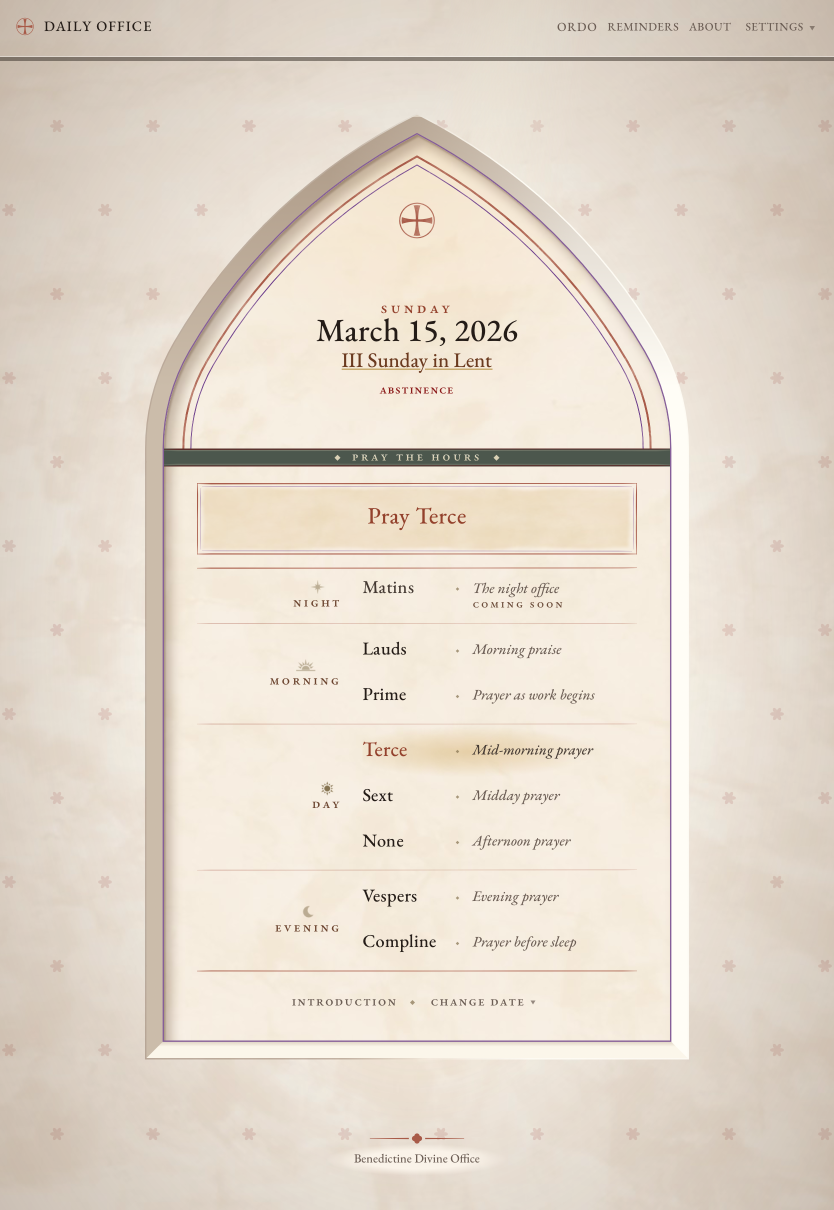 DAILY OFFICE
ORDO REMINDERS ABOUT SETTINGS ▼
SUNDAY
March 15, 2026
III Sunday in Lent
ABSTINENCE
◆ PRAY THE HOURS ◆
Pray Terce
NIGHT
Matins · The night office
COMING SOON
MORNING
Lauds · Morning praise
Prime · Prayer as work begins
DAY
Terce · Mid-morning prayer
Sext · Midday prayer
None · Afternoon prayer
EVENING
Vespers · Evening prayer
Compline · Prayer before sleep
INTRODUCTION ◆ CHANGE DATE ▼
Benedictine Divine Office